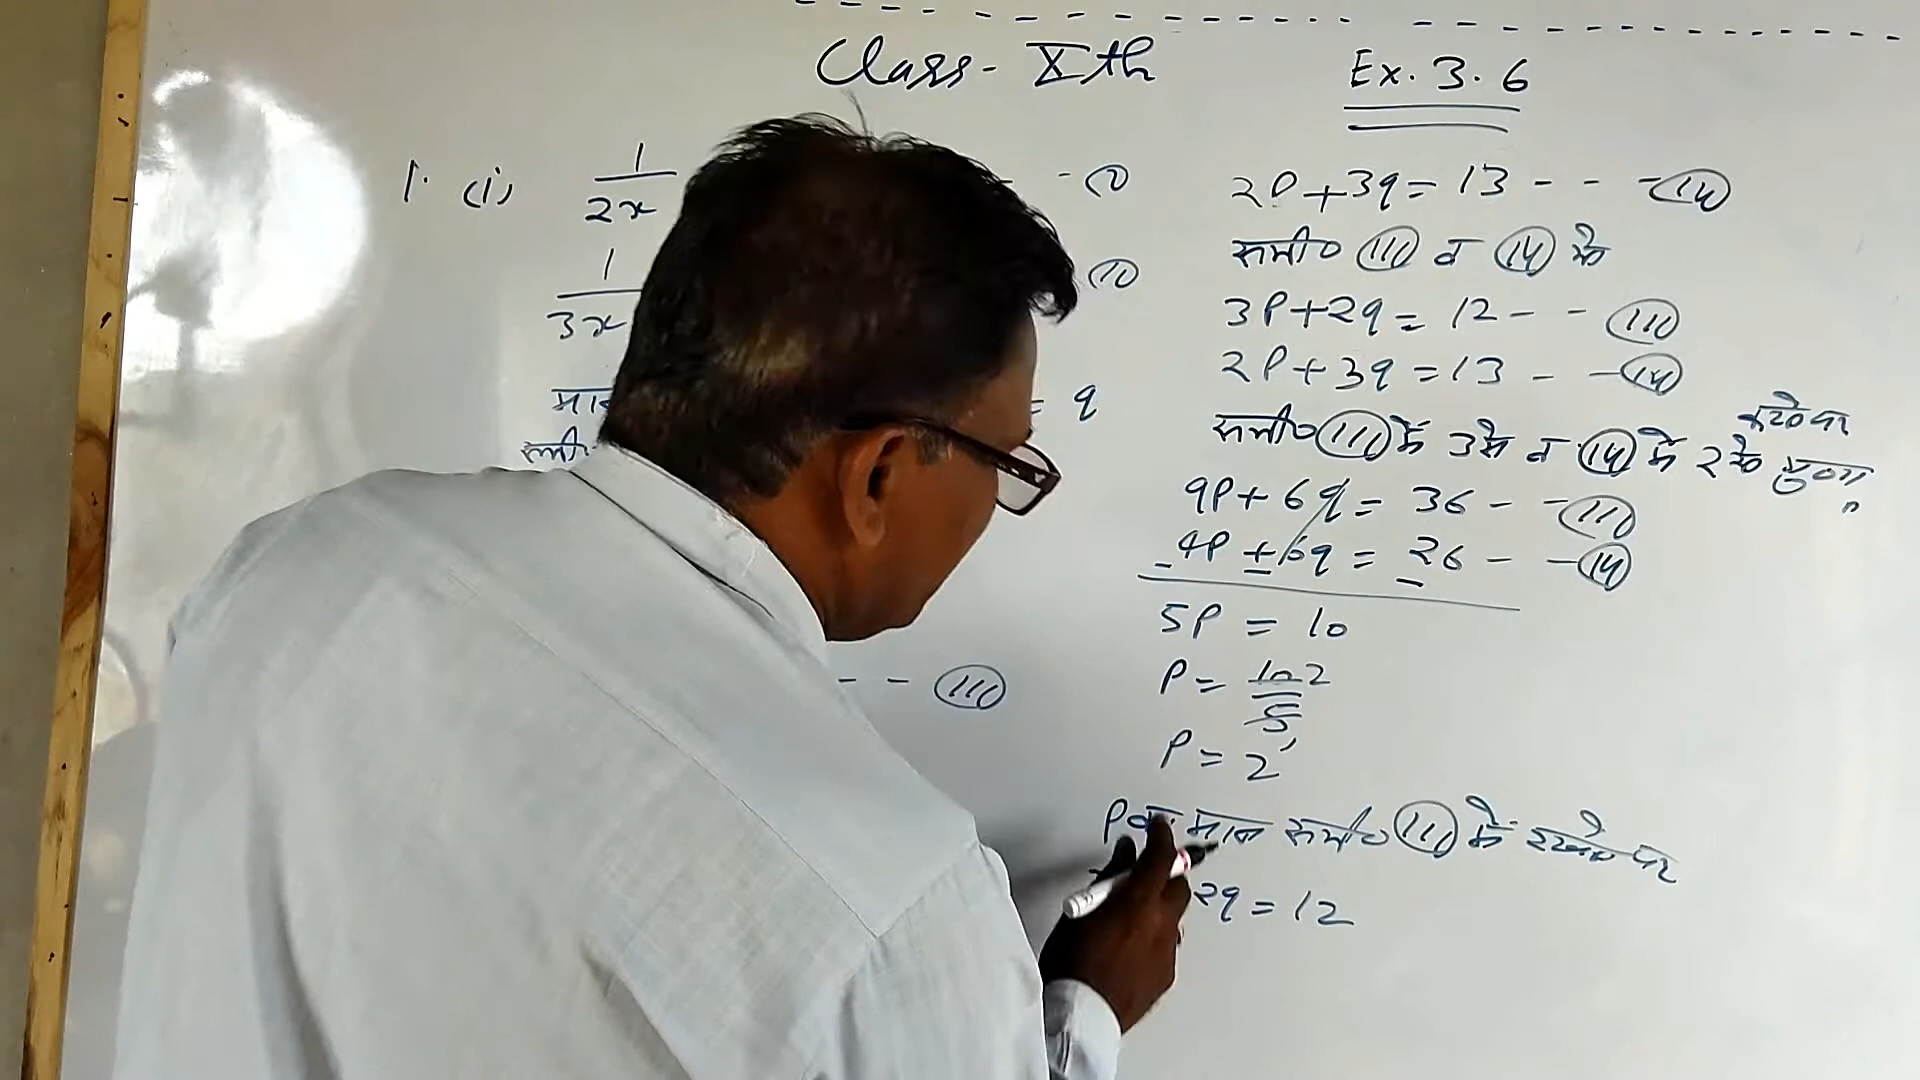 Class - Xth
Ex. 3.6
1. (i) 1/2x - (ii)
1/3x (ii)
= q
- - (iii)
2P+3q=13 - - - (iv)
समी० (iii) व (iv) से
3P+2q=12 - - (iii)
2P+3q=13 - - (iv)
समी० (iii) में 3 से व (iv) में 2 से गुणा
करने पर
9P+6q=36 - - (iii)
-4P±6q=26 - - (iv)
5P=10
P=10/5 2
P=2
P का मान समी० (iii) में रखने पर
2q=12